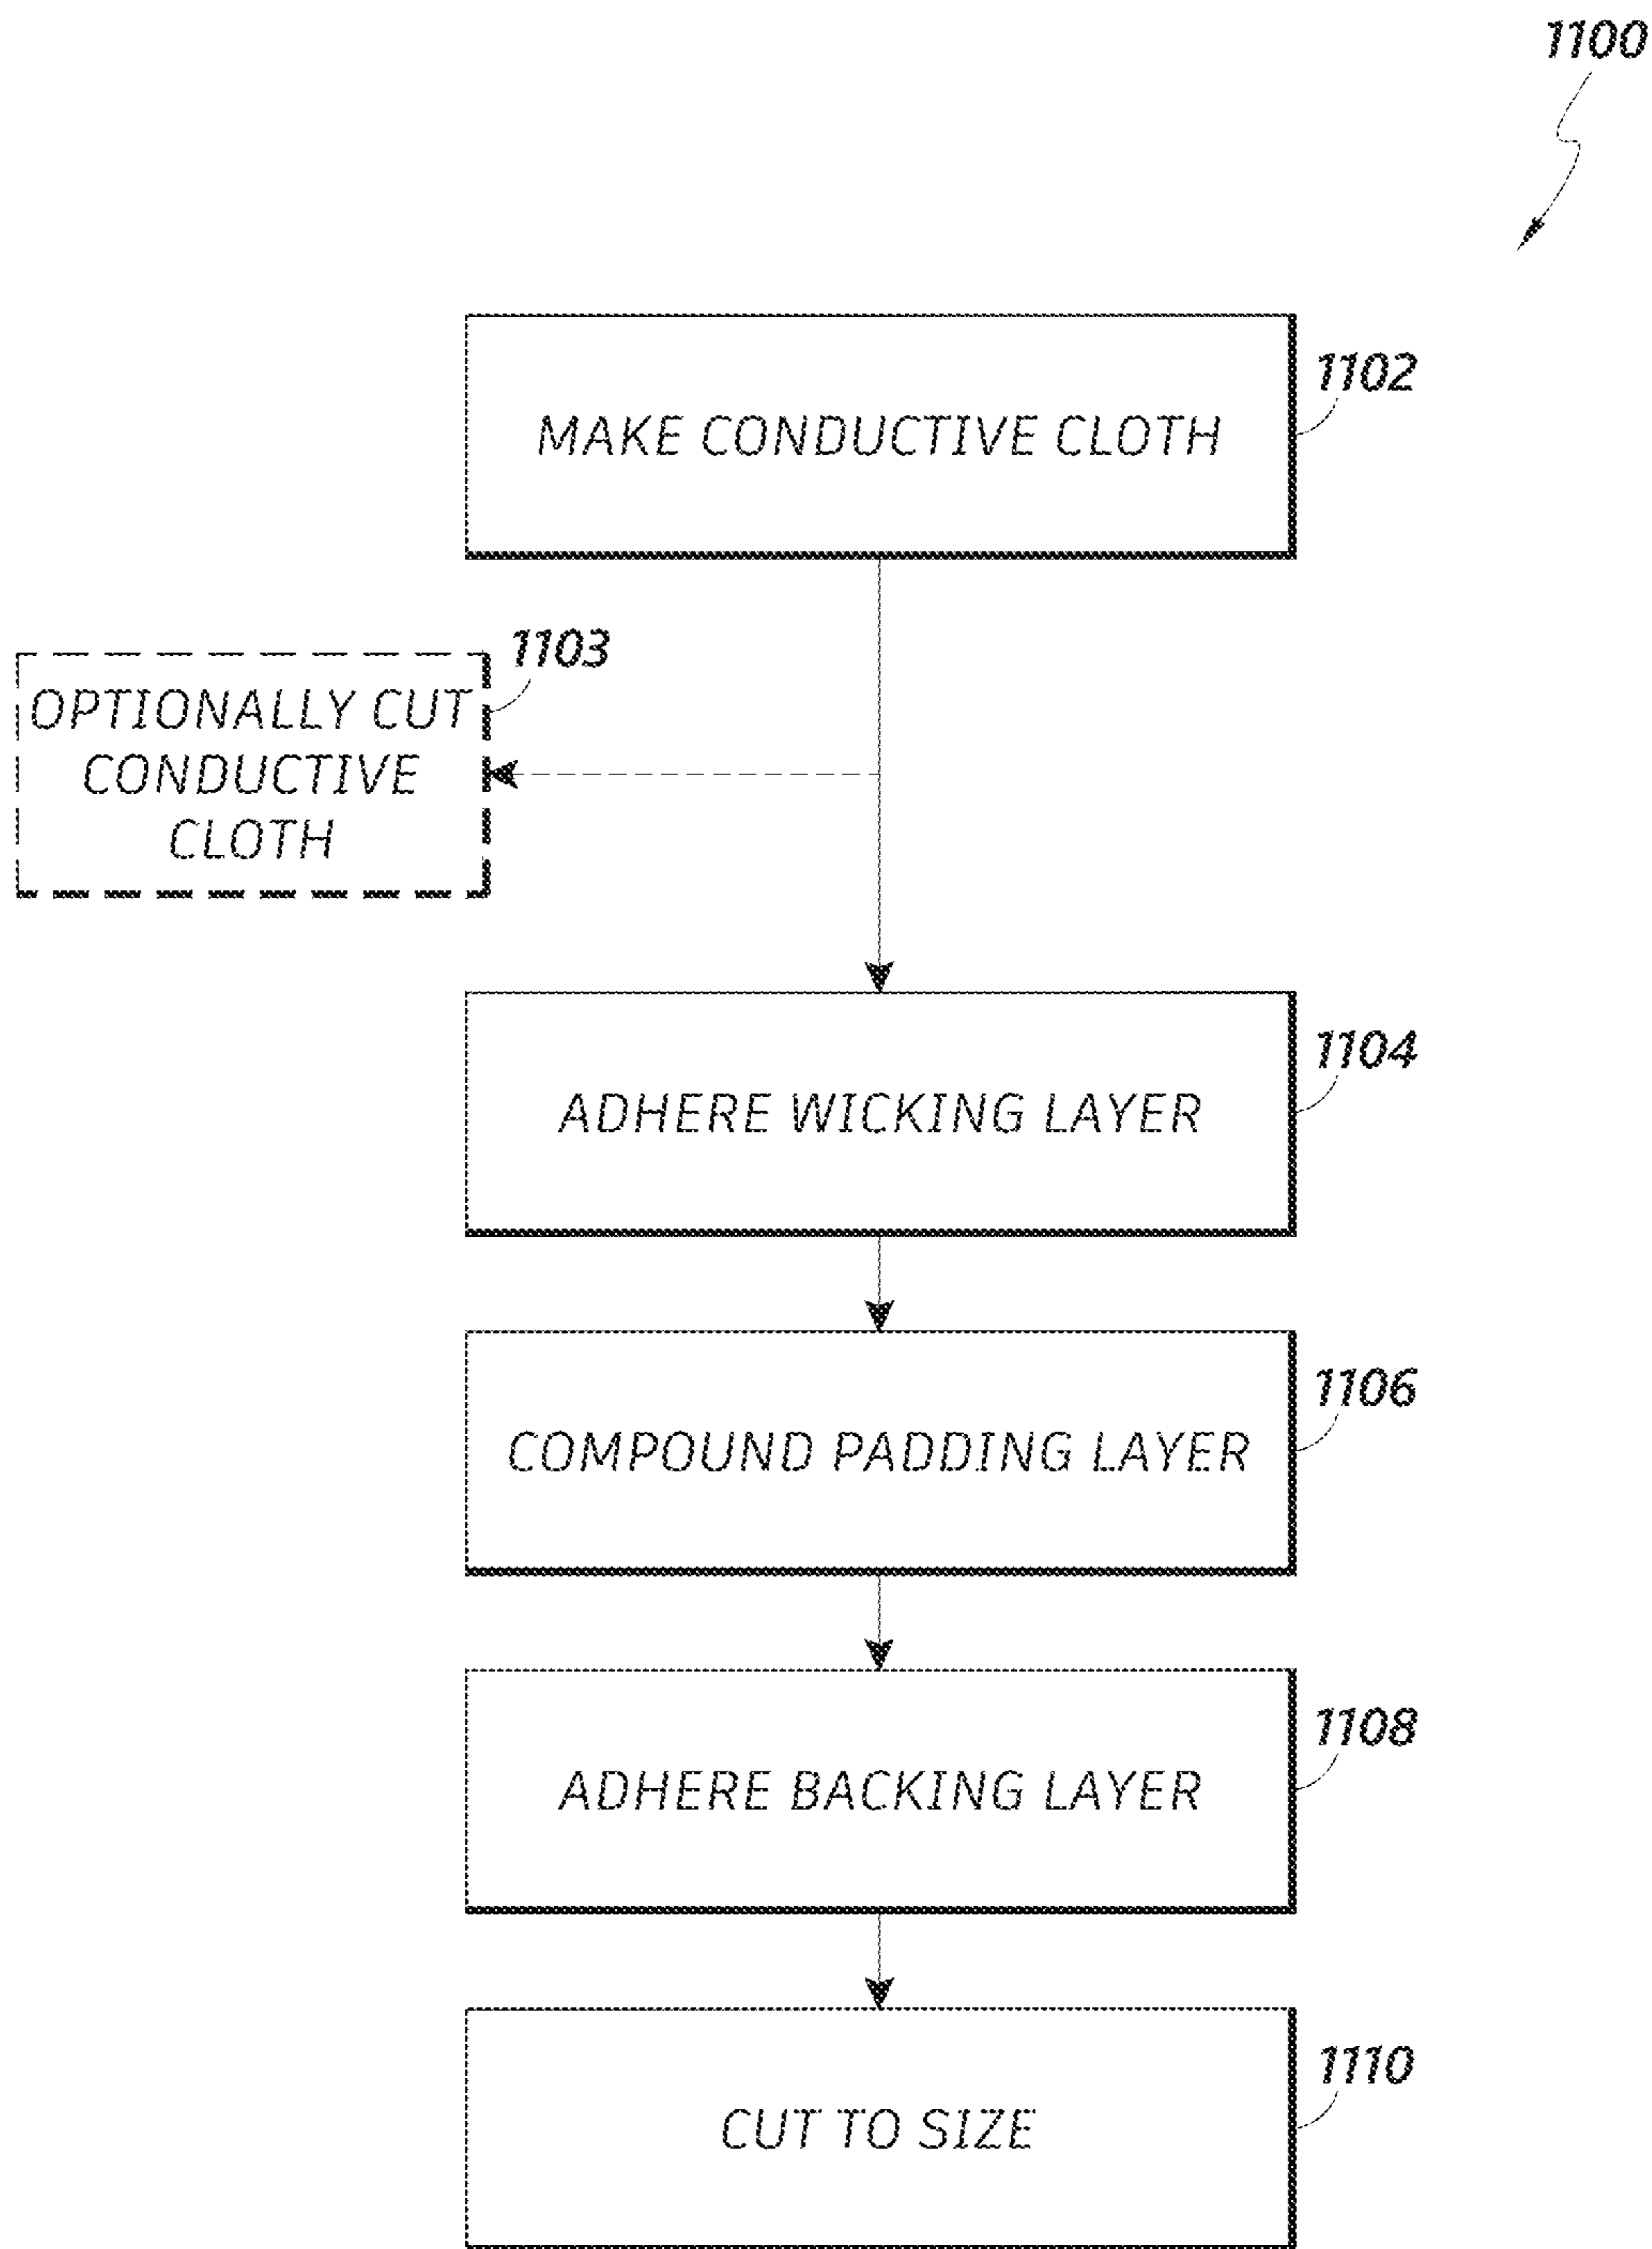 1100
MAKE CONDUCTIVE CLOTH
1102
1103
OPTIONALLY CUT
CONDUCTIVE
CLOTH
ADHERE WICKING LAYER
1104
COMPOUND PADDING LAYER
1106
ADHERE BACKING LAYER
1108
CUT TO SIZE
1110